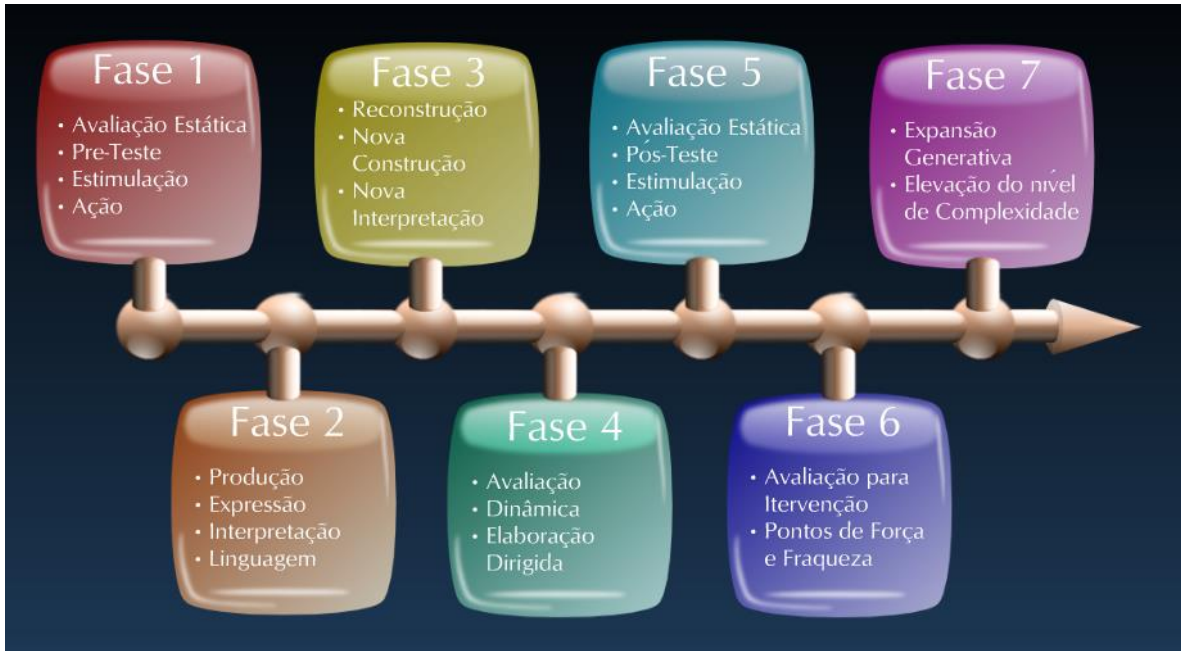 Fase 1
• Avaliação Estática
• Pre-Teste
• Estimulação
• Ação
Fase 2
• Produção
• Expressão
• Interpretação
• Linguagem
Fase 3
• Reconstrução
• Nova
Construção
• Nova
Interpretação
Fase 4
• Avaliação
• Dinâmica
• Elaboração
Dirigida
Fase 5
• Avaliação Estática
• Pós-Teste
• Estimulação
• Ação
Fase 6
• Avaliação para
Itervenção
• Pontos de Força
e Fraqueza
Fase 7
• Expansão
Generativa
• Elevação do nível
de Complexidade